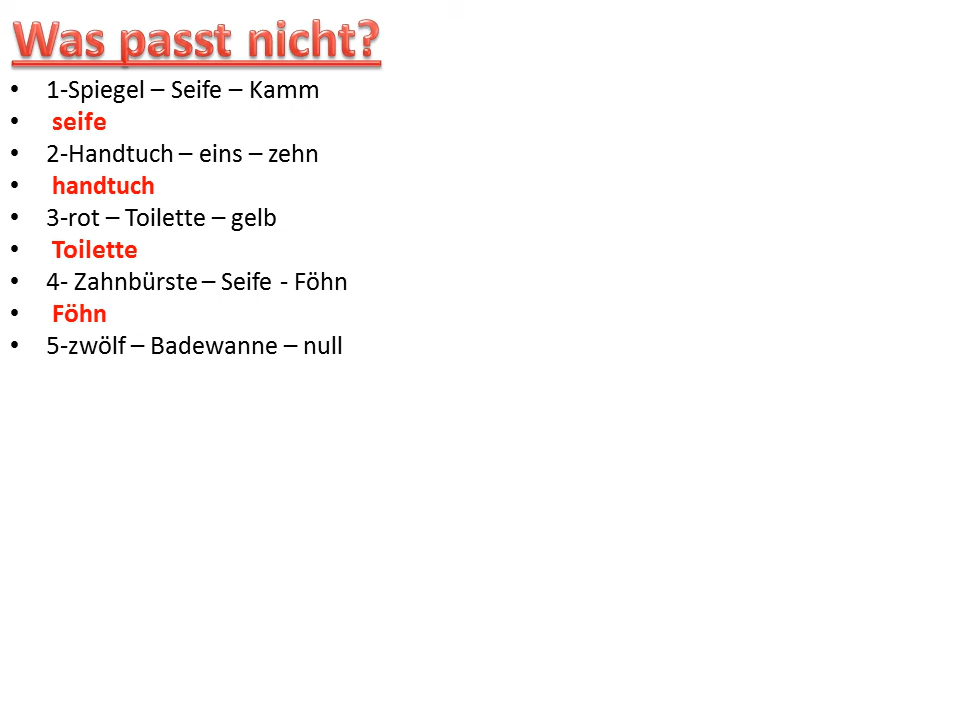 Was passt nicht?
• 1-Spiegel – Seife – Kamm
• seife
• 2-Handtuch – eins – zehn
• handtuch
• 3-rot – Toilette – gelb
• Toilette
• 4- Zahnbürste – Seife - Föhn
• Föhn
• 5-zwölf – Badewanne – null